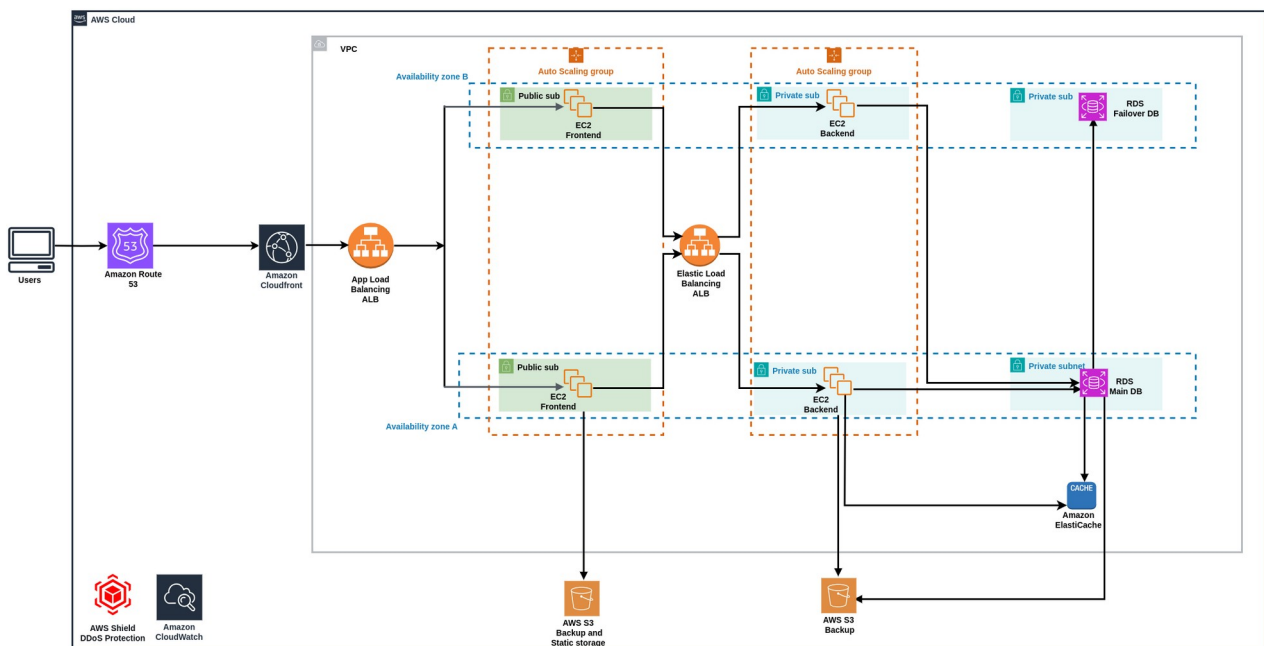 aws
AWS Cloud
VPC
Auto Scaling group
Auto Scaling group
Availability zone B
Public sub
EC2
Frontend
Private sub
EC2
Backend
Private sub
RDS
Failover DB
Users
53
Amazon Route
53
Amazon
Cloudfront
App Load
Balancing
ALB
Elastic Load
Balancing
ALB
Public sub
EC2
Frontend
Private sub
EC2
Backend
Private subnet
RDS
Main DB
Availability zone A
CACHE
Amazon
ElastiCache
AWS Shield
DDoS Protection
Amazon
CloudWatch
AWS S3
Backup and
Static storage
AWS S3
Backup